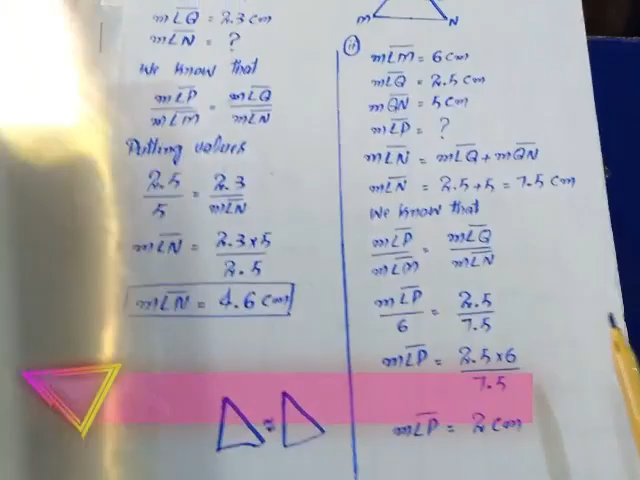 mLQ = 2.3 cm
mLN = ?
We know that
mLP / mLM = mLQ / mLN
Putting values
2.5 / 5 = 2.3 / mLN
mLN = 2.3×5 / 2.5
mLN = 4.6 cm
M N
ii
mLM = 6 cm
mLQ = 2.5 cm
mQN = 5 cm
mLP = ?
mLN = mLQ + mQN
mLN = 2.5+5 = 7.5 cm
We know that
mLP / mLM = mLQ / mLN
mLP / 6 = 2.5 / 7.5
mLP = 2.5×6 / 7.5
mLP = 2 cm